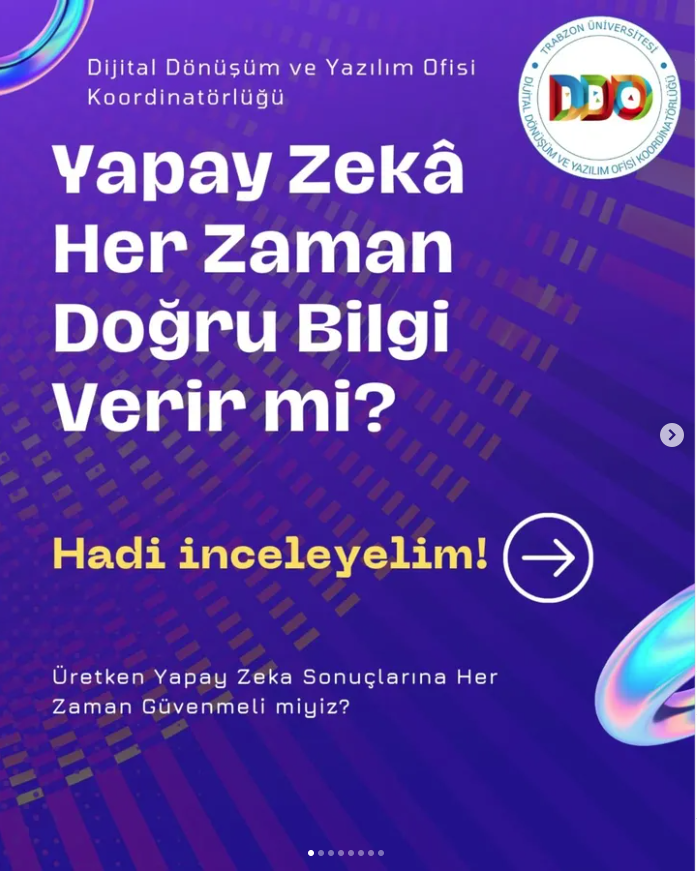 Dijital Dönüşüm ve Yazılım Ofisi
Koordinatörlüğü
TRABZON ÜNİVERSİTESİ
DİJİTAL DÖNÜŞÜM VE YAZILIM OFİSİ KOORDİNATÖRLÜĞÜ
DDO
Yapay Zekâ
Her Zaman
Doğru Bilgi
Verir mi?
Hadi inceleyelim!
Üretken Yapay Zeka Sonuçlarına Her
Zaman Güvenmeli miyiz?